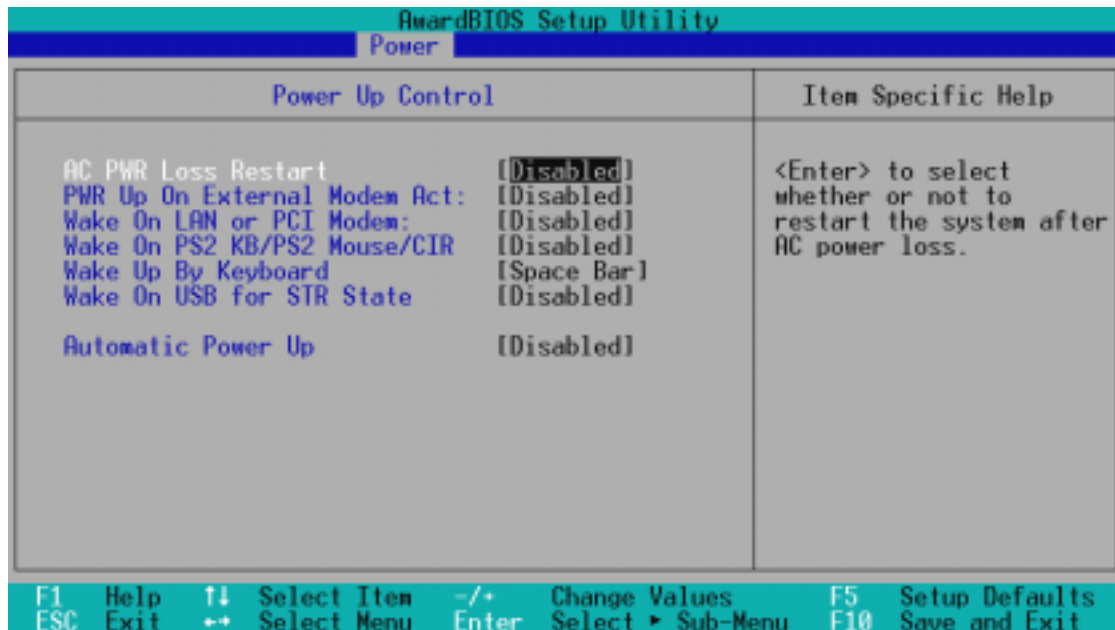 AwardBIOS Setup Utility
Power
Power Up Control
Item Specific Help
AC PWR Loss Restart [Disabled]
PWR Up On External Modem Act: [Disabled]
Wake On LAN or PCI Modem: [Disabled]
Wake On PS2 KB/PS2 Mouse/CIR [Disabled]
Wake Up By Keyboard [Space Bar]
Wake On USB for STR State [Disabled]
Automatic Power Up [Disabled]
<Enter> to select
whether or not to
restart the system after
AC power loss.
F1 Help ↑↓ Select Item -/+ Change Values F5 Setup Defaults
ESC Exit ←→ Select Menu Enter Select ► Sub-Menu F10 Save and Exit